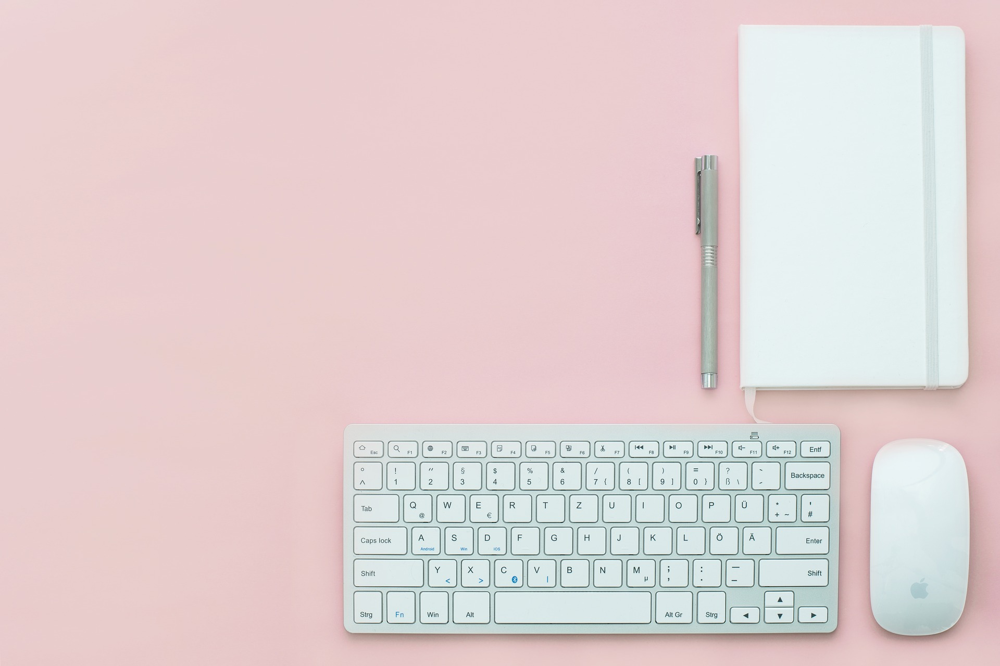 Esc F1 F2 F3 F4 F5 F6 F7 F8 F9 F10 F11 F12 Entf
° ! " § $ % & / ( ) = ? `
^ 1 2 3 4 5 6 7 { 8 [ 9 ] 0 } ß \ ´ Backspace
Tab Q W E R T Z U I O P Ü * '
@ € + ~ #
Caps lock A S D F G H J K L Ö Ä Enter
Android Win IOS
Shift Y X C V B N M ; : — Shift
< > | µ , . _
Strg Fn Win Alt Alt Gr Strg ◄ ▲ ▼ ►